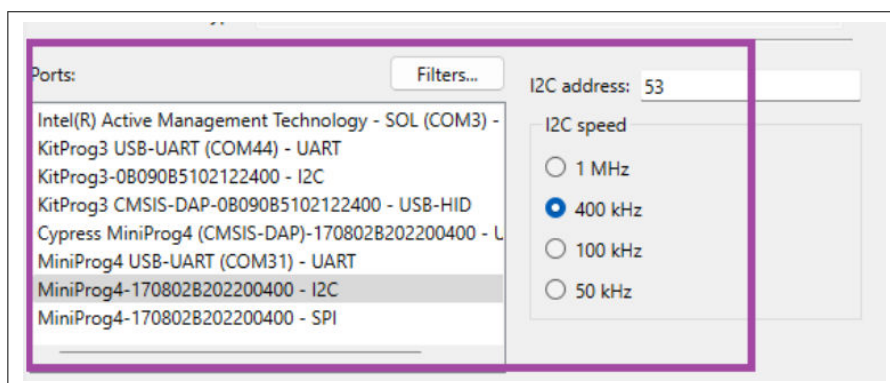 Ports:
Filters...
Intel(R) Active Management Technology - SOL (COM3) -
KitProg3 USB-UART (COM44) - UART
KitProg3-0B090B5102122400 - I2C
KitProg3 CMSIS-DAP-0B090B5102122400 - USB-HID
Cypress MiniProg4 (CMSIS-DAP)-170802B202200400 - U
MiniProg4 USB-UART (COM31) - UART
MiniProg4-170802B202200400 - I2C
MiniProg4-170802B202200400 - SPI
I2C address: 53
I2C speed
1 MHz
400 kHz
100 kHz
50 kHz